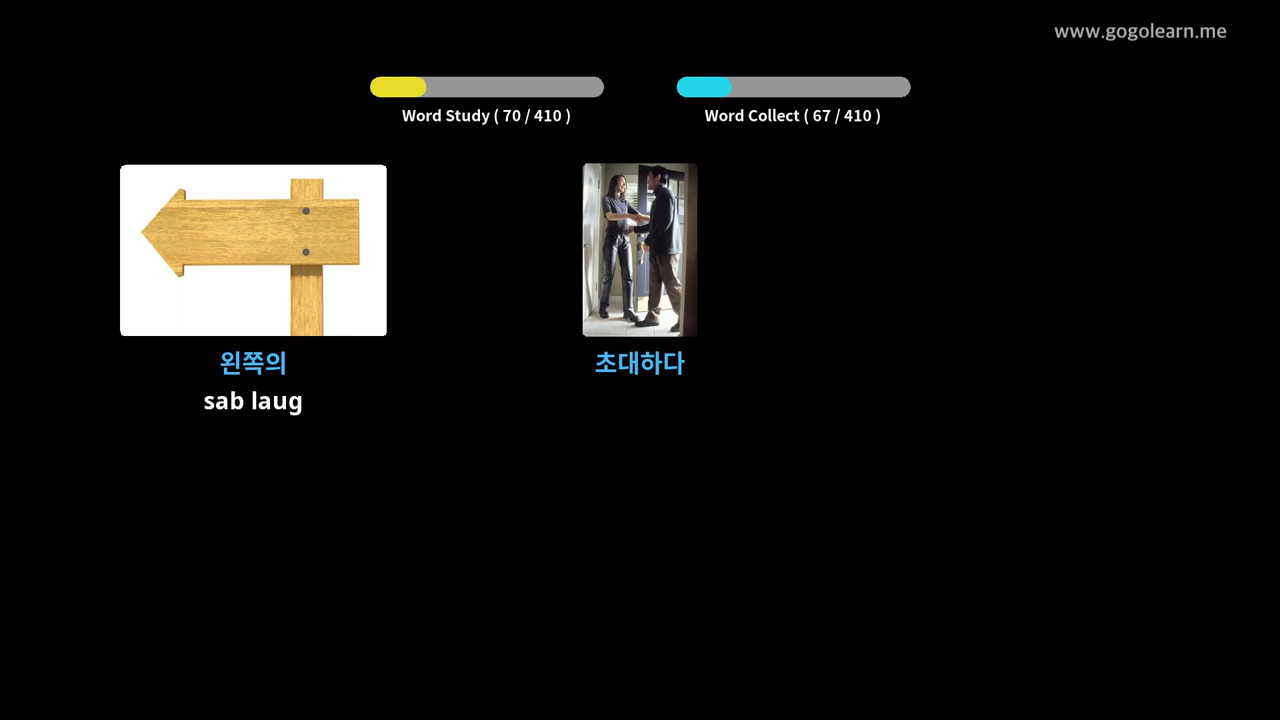 www.gogolearn.me
Word Study ( 70 / 410 )
Word Collect ( 67 / 410 )
왼쪽의
sab laug
초대하다